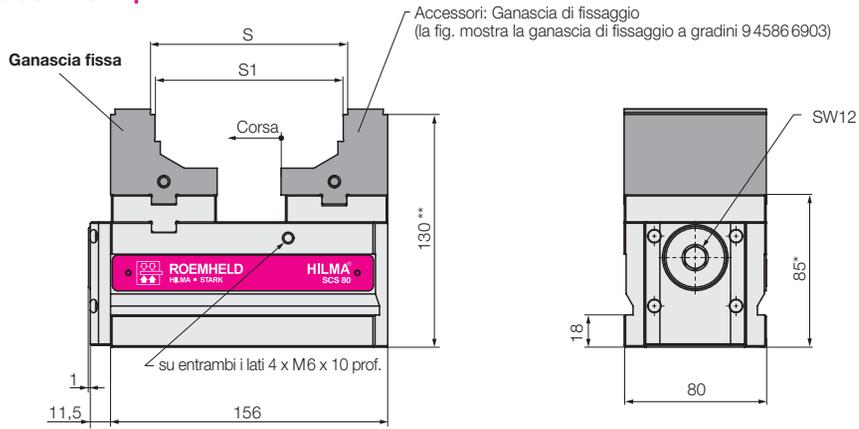 Accessori: Ganascia di fissaggio
(la fig. mostra la ganascia di fissaggio a gradini 9 4586 6903)
S
Ganascia fissa
S1
SW12
Corsa
130 **
85*
ROEMHELD
HILMA ■ STARK
HILMA®
SCS 80
18
su entrambi i lati 4 x M6 x 10 prof.
1
80
11,5
156